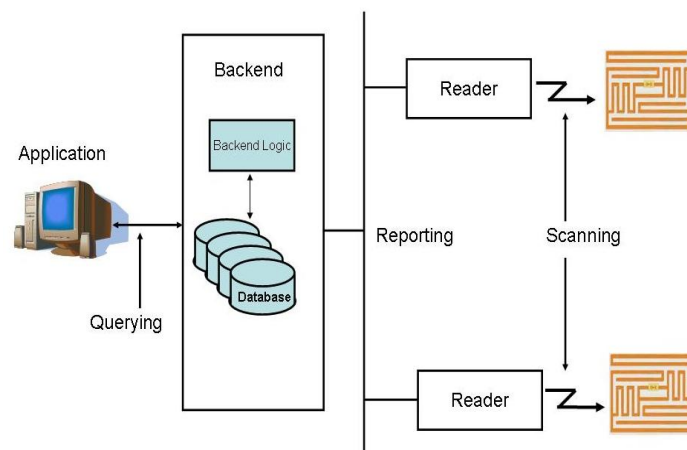 Backend
Reader
Backend Logic
Application
Reporting
Scanning
Database
Querying
Reader